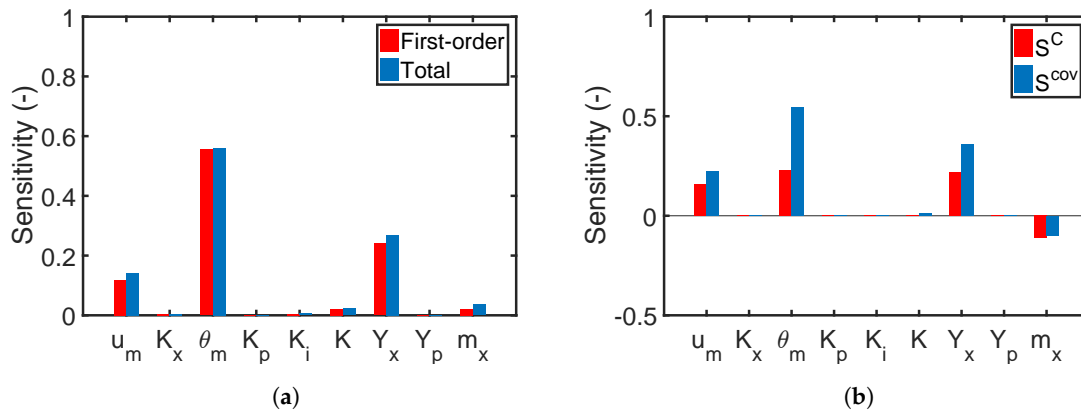 Sensitivity (-)
1
0.8
0.6
0.4
0.2
0
First-order
Total
u_m K_x θ_m K_p K_i K Y_x Y_p m_x
(a)
Sensitivity (-)
1
0.5
0
-0.5
S^C
S^cov
u_m K_x θ_m K_p K_i K Y_x Y_p m_x
(b)